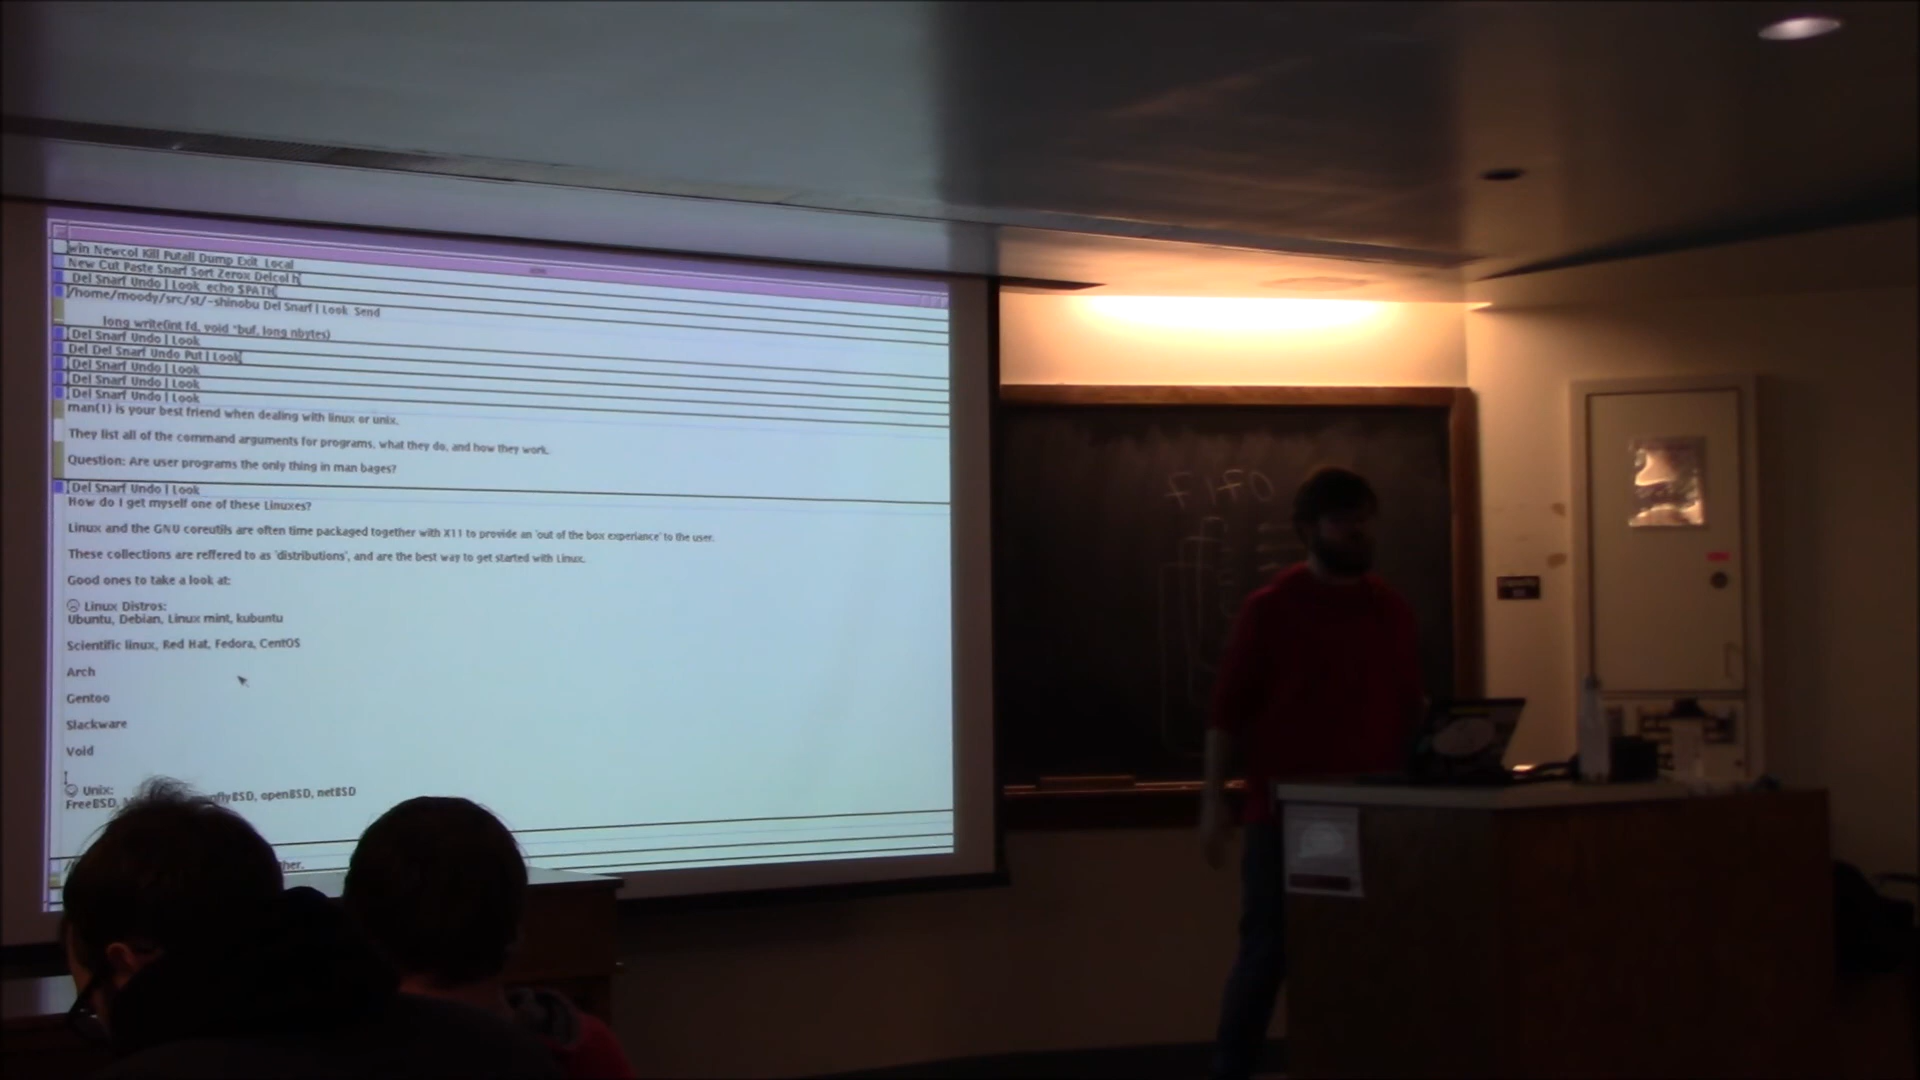 win Newcol Kill Putall Dump Exit Local
New Cut Paste Snarf Sort Zerox Delcol
Del Snarf Undo | Look echo $PATH
/home/moody/src/st/-shinobu Del Snarf | Look Send
long write(int fd, void *buf, long nbytes)
Del Snarf Undo | Look
Del Del Snarf Undo Put | Look
Del Snarf Undo | Look
Del Snarf Undo | Look
Del Snarf Undo | Look
man(1) is your best friend when dealing with linux or unix.
They list all of the command arguments for programs, what they do, and how they work.
Question: Are user programs the only thing in man bages?
Del Snarf Undo | Look
How do I get myself one of these Linuxes?
Linux and the GNU coreutils are often time packaged together with X11 to provide an 'out of the box experiance' to the user.
These collections are reffered to as 'distributions', and are the best way to get started with Linux.
Good ones to take a look at:
☹ Linux Distros:
Ubuntu, Debian, Linux mint, kubuntu
Scientific linux, Red Hat, Fedora, CentOS
Arch
Gentoo
Slackware
Void
☺ Unix:
FreeBSD, openBSD, netBSD
0717